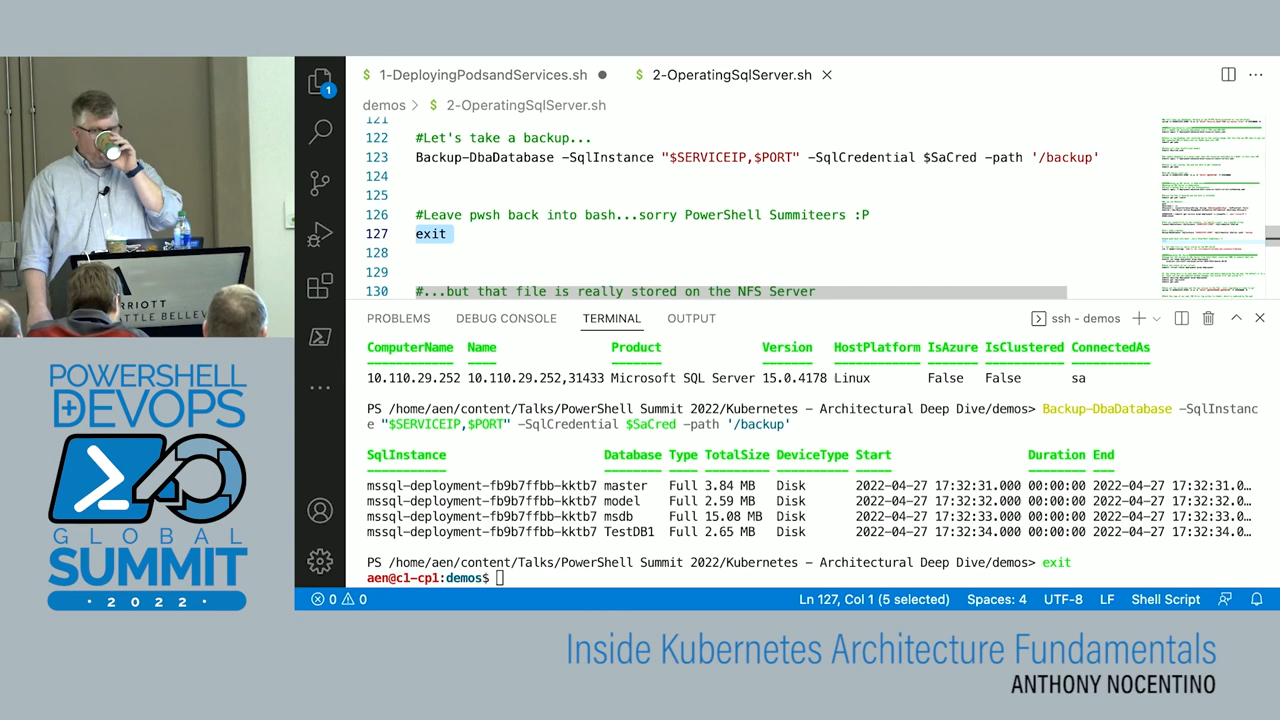 1-DeployingPodsandServices.sh
2-OperatingSqlServer.sh
demos > $ 2-OperatingSqlServer.sh
121
122 #Let's take a backup.
123 Backup-DbaDatabase -SqlInstance "$SERVICEIP,$PORT" -SqlCredential $SaCred -path '/backup'
124
125
126 #Leave pwsh back into bash...sorry PowerShell Summiteers :P
127 exit
128
129
130 really stored on the NFS Server
PROBLEMS DEBUG CONSOLE TERMINAL OUTPUT
ssh - demos
ComputerName Name Product Version HostPlatform IsAzure IsClustered ConnectedAs
10.110.29.252 10.110.29.252,31433 Microsoft SQL Server 15.0.4178 Linux False False sa
PS /home/aen/content/Talks/PowerShell Summit 2022/Kubernetes - Architectural Deep Dive/demos> Backup-DbaDatabase -SqlInstanc
e "$SERVICEIP,$PORT" -SqlCredential $SaCred -path '/backup'
SqlInstance Database Type TotalSize DeviceType Start Duration End
mssql-deployment-fb9b7ffbb-kktb7 master Full 3.84 MB Disk 2022-04-27 17:32:31.000 00:00:00 2022-04-27 17:32:31.0…
mssql-deployment-fb9b7ffbb-kktb7 model Full 2.59 MB Disk 2022-04-27 17:32:33.000 00:00:00 2022-04-27 17:32:33.0…
mssql-deployment-fb9b7ffbb-kktb7 msdb Full 15.08 MB Disk 2022-04-27 17:32:33.000 00:00:00 2022-04-27 17:32:33.0…
mssql-deployment-fb9b7ffbb-kktb7 TestDB1 Full 2.65 MB Disk 2022-04-27 17:32:34.000 00:00:00 2022-04-27 17:32:34.0…
PS /home/aen/content/Talks/PowerShell Summit 2022/Kubernetes - Architectural Deep Dive/demos> exit
aen@c1-cp1:demos$
1
0 0
Ln 127, Col 1 (5 selected) Spaces: 4 UTF-8 LF Shell Script
RRIOTT
TTLE BELLEV
POWERSHELL
+DEVOPS
GLOBAL
SUMMIT
· 2022 ·
Inside Kubernetes Architecture Fundamentals
ANTHONY NOCENTINO